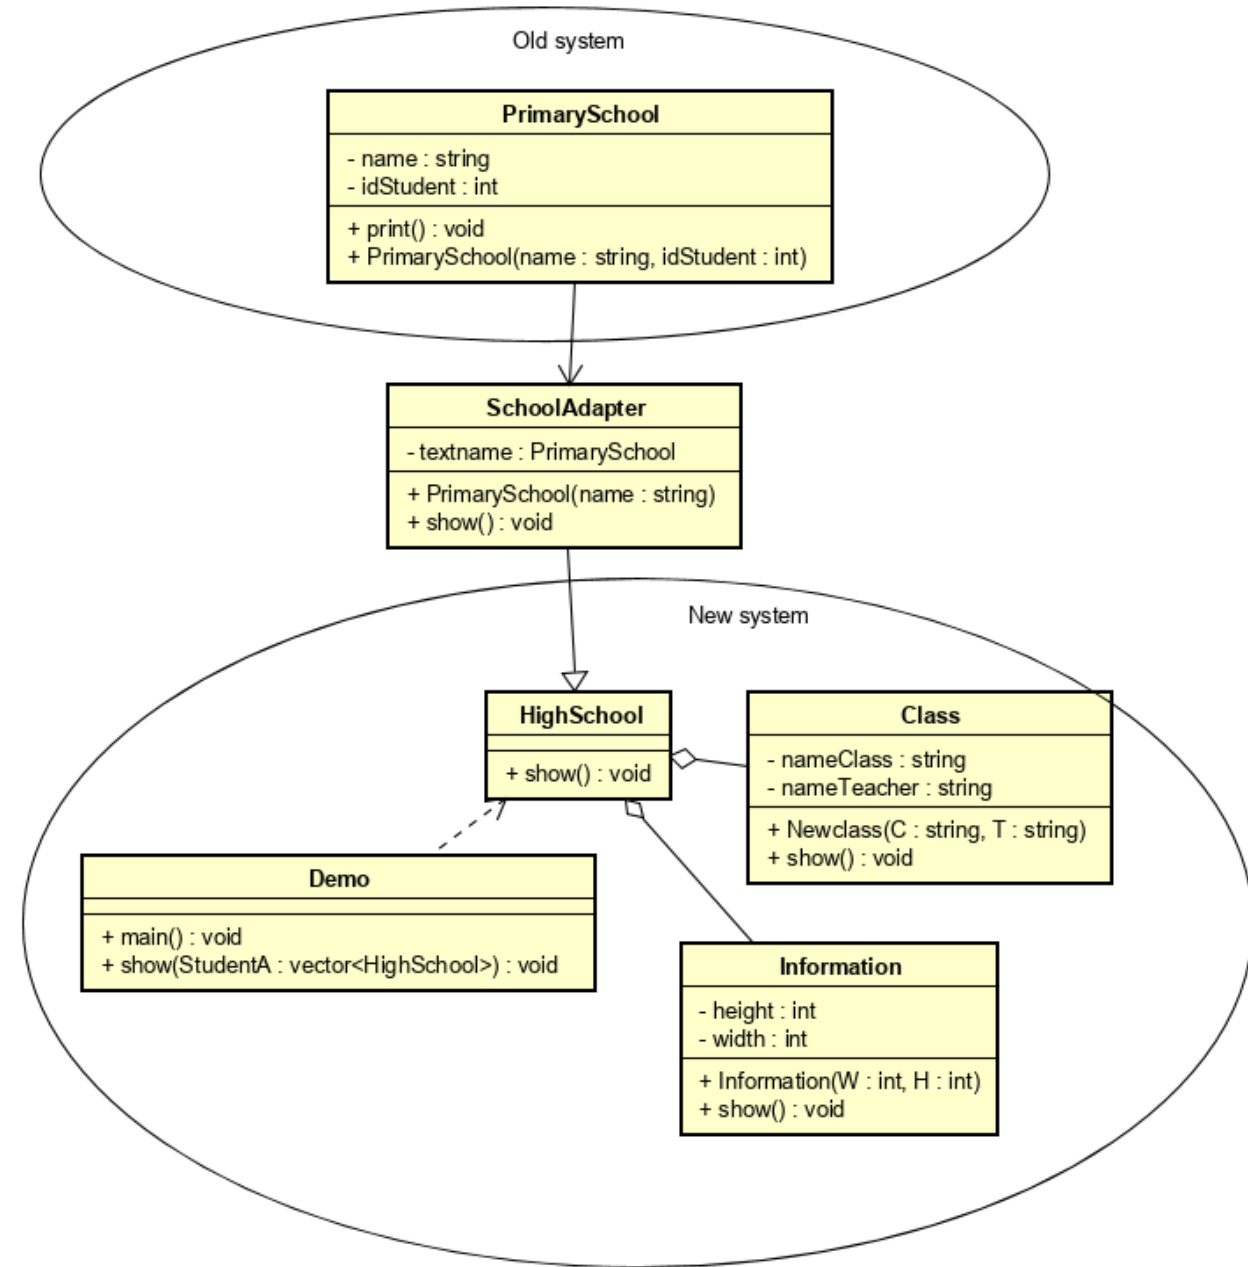 Old system
PrimarySchool
- name : string
- idStudent : int
+ print() : void
+ PrimarySchool(name : string, idStudent : int)
SchoolAdapter
- textname : PrimarySchool
+ PrimarySchool(name : string)
+ show() : void
New system
HighSchool
+ show() : void
Class
- nameClass : string
- nameTeacher : string
+ Newclass(C : string, T : string)
+ show() : void
Demo
+ main() : void
+ show(StudentA : vector<HighSchool>) : void
Information
- height : int
- width : int
+ Information(W : int, H : int)
+ show() : void